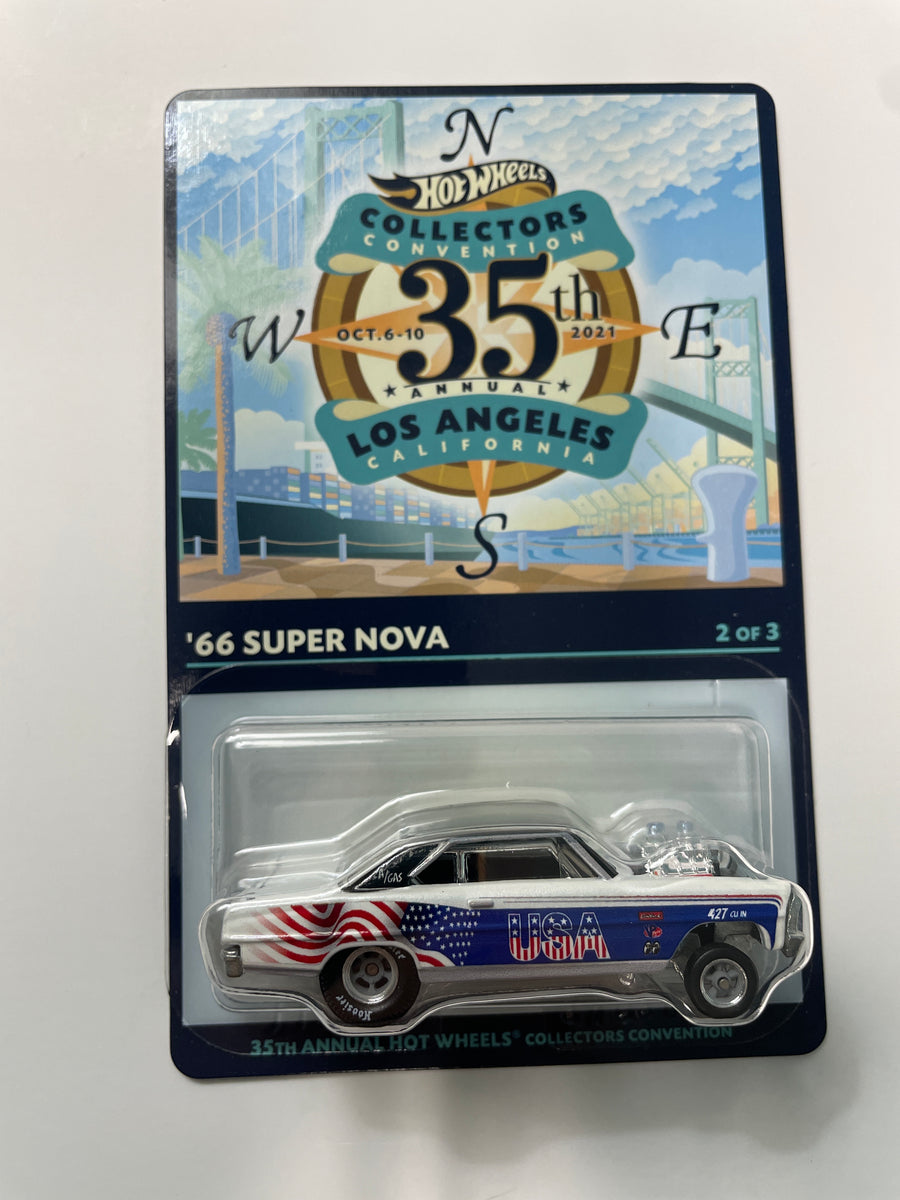 N
HOT WHEELS
COLLECTORS
CONVENTION
W
OCT.6-10
35th
2021
E
ANNUAL
LOS ANGELES
CALIFORNIA
S
'66 SUPER NOVA
2 OF 3
A/GAS
427 CU IN
USA
Hoosier
35TH ANNUAL HOT WHEELS® COLLECTORS CONVENTION